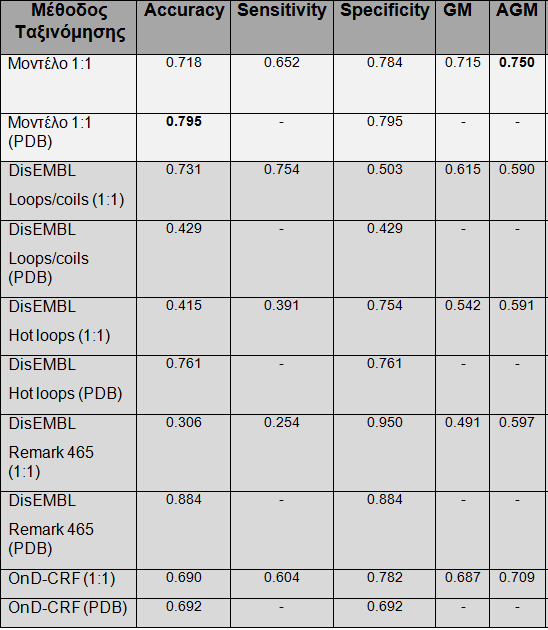 Μέθοδος Ταξινόμησης Accuracy Sensitivity Specificity GM AGM
Μοντέλο 1:1 0.718 0.652 0.784 0.715 0.750
Μοντέλο 1:1 (PDB) 0.795 - 0.795 - -
DisEMBL Loops/coils (1:1) 0.731 0.754 0.503 0.615 0.590
DisEMBL Loops/coils (PDB) 0.429 - 0.429 - -
DisEMBL Hot loops (1:1) 0.415 0.391 0.754 0.542 0.591
DisEMBL Hot loops (PDB) 0.761 - 0.761 - -
DisEMBL Remark 465 (1:1) 0.306 0.254 0.950 0.491 0.597
DisEMBL Remark 465 (PDB) 0.884 - 0.884 - -
OnD-CRF (1:1) 0.690 0.604 0.782 0.687 0.709
OnD-CRF (PDB) 0.692 - 0.692 - -